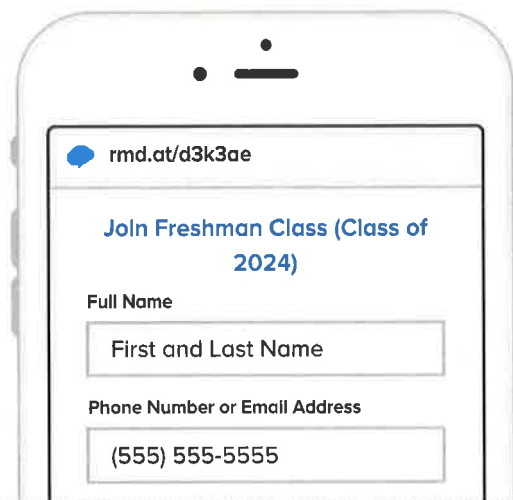 rmd.at/d3k3ae
Join Freshman Class (Class of
2024)
Full Name
First and Last Name
Phone Number or Email Address
(555) 555-5555